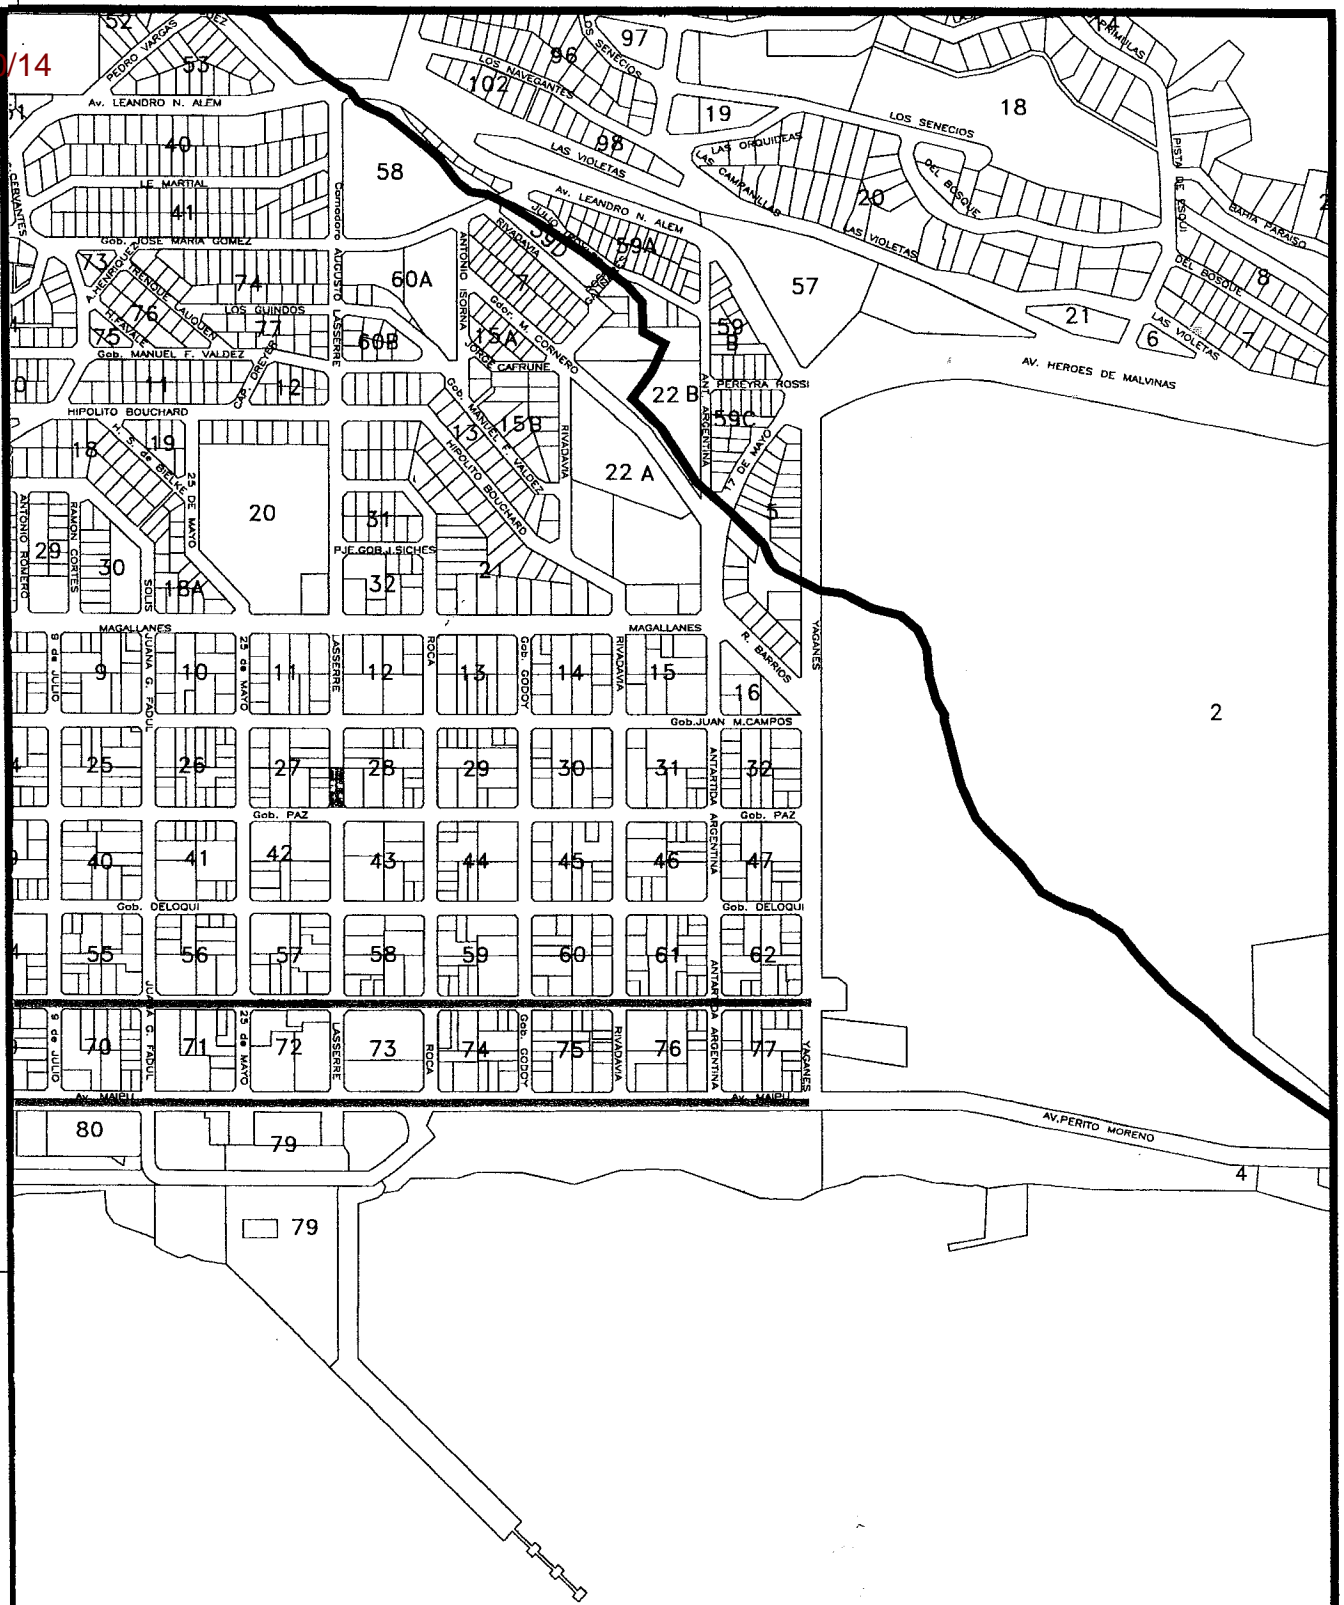 52
PEDRO VARGAS
53
0/14
Av. LEANDRO N. ALEM
40
LE MARTIAL
41
Gob. JOSE MARIA GOMEZ
58
Comodoro AUGUSTO LASSERRE
96
97
LOS SENECIOS
102
LOS NAVEGANTES
98
LAS VIOLETAS
19
LAS ORQUIDEAS
LAS CAMPANILLAS
LOS SENECIOS
18
PRIMULAS
DEL BOSQUE
20
LAS VIOLETAS
PISTA DE ESQUI
BAHIA PARAISO
DEL BOSQUE
8
LAS VIOLETAS
7
6
21
57
AV. HEROES DE MALVINAS
Av. LEANDRO N. ALEM
59A
59D
RIVADAVIA
7
ANTONIO ISORNA
Gdor. M. CORNERO
15A
JORGE CAFRUNE
60A
60B
73
A.HENRIQUEZ
TRENQUE LAUQUEN
74
LOS GUINDOS
76
77
75
H.FAVALE
Gob. MANUEL F. VALDEZ
CAP. DREYER
11
12
HIPOLITO BOUCHARD
18
H. S. de BIELKE
19
25 DE MAYO
20
Gob. MANUEL F. VALDEZ
13
15B
HIPOLITO BOUCHARD
RIVADAVIA
59 B
PEREYRA ROSSI
59C
17 DE MAYO
22 B
ANT. ARGENTINA
22 A
5
ANTONIO ROMERO
29
RAMON CORTES
30
SOLIS
18A
31
PJE.GOB.J.SICHES
32
21
MAGALLANES
MAGALLANES
R. BARRIOS
YAGANES
9 de JULIO
9
JUANA G. FADUL
10
25 de MAYO
11
LASSERRE
12
ROCA
13
Gob. GODOY
14
RIVADAVIA
15
16
2
Gob.JUAN M.CAMPOS
25
26
27
28
29
30
31
ANTARTIDA ARGENTINA
32
Gob. PAZ
Gob. PAZ
40
41
42
43
44
45
46
47
Gob. DELOQUI
Gob. DELOQUI
55
56
57
58
59
60
61
62
9 de JULIO
70
JUANA G. FADUL
71
25 de MAYO
72
LASSERRE
73
ROCA
74
Gob. GODOY
75
RIVADAVIA
76
ANTARTIDA ARGENTINA
77
YAGANES
Av. MAIPU
Av. MAIPU
80
79
AV.PERITO MORENO
4
79